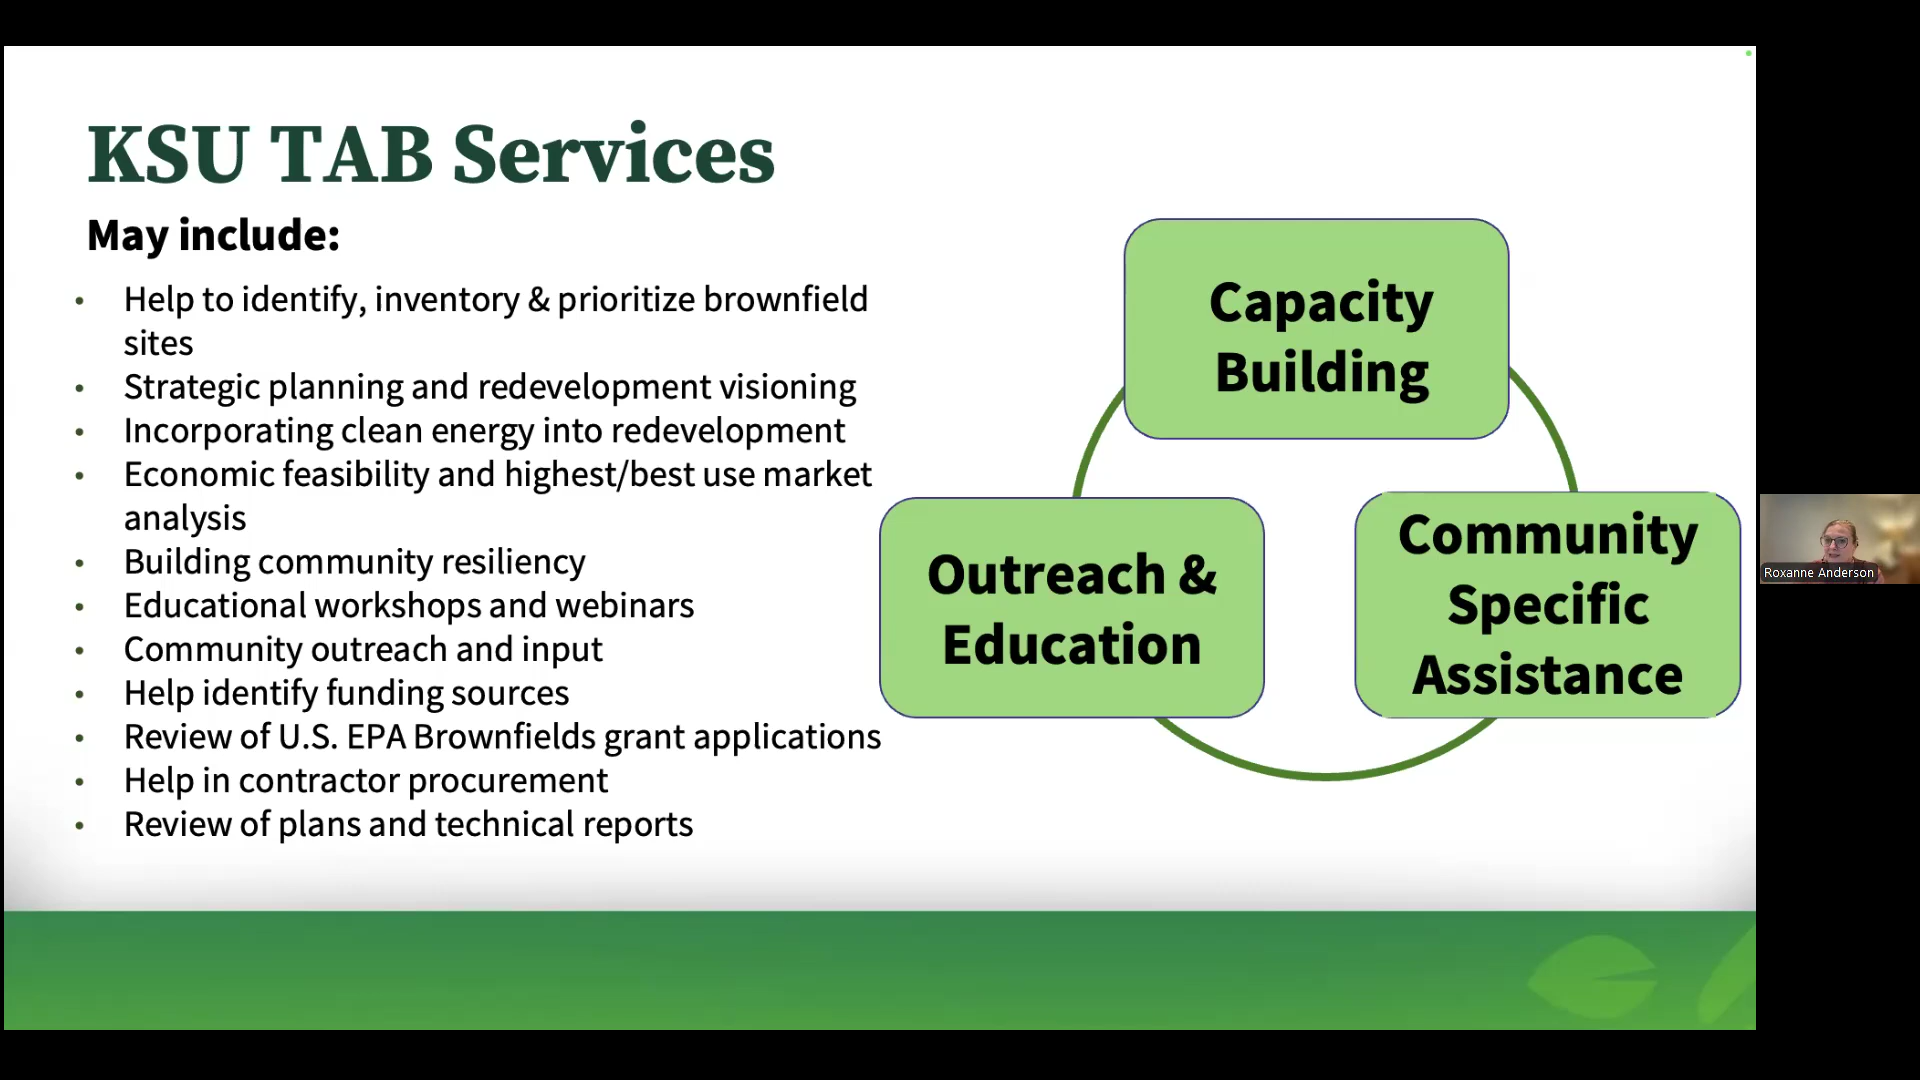 KSU TAB Services
May include:
• Help to identify, inventory & prioritize brownfield
sites
• Strategic planning and redevelopment visioning
• Incorporating clean energy into redevelopment
• Economic feasibility and highest/best use market
analysis
• Building community resiliency
• Educational workshops and webinars
• Community outreach and input
• Help identify funding sources
• Review of U.S. EPA Brownfields grant applications
• Help in contractor procurement
• Review of plans and technical reports
Capacity
Building
Outreach &
Education
Community
Specific
Assistance
Roxanne Anderson